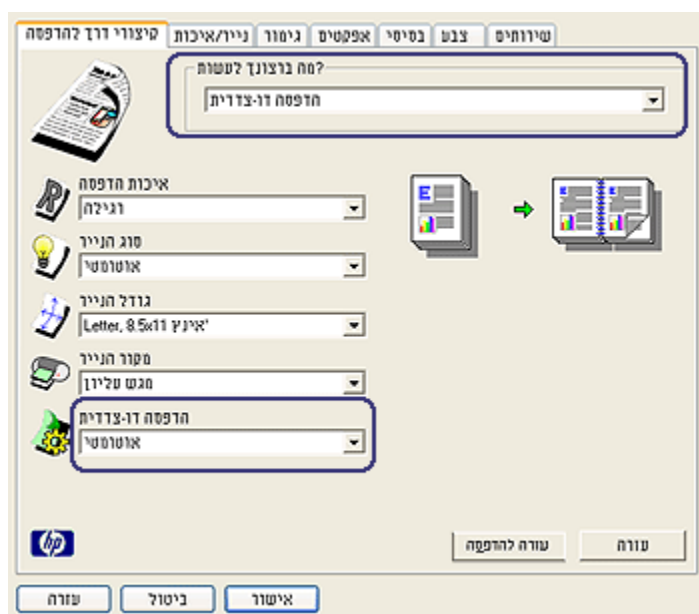 קיצורי דרך להדפסה נייר/איכות גימור אפקטים בסיסי צבע שירותים
מה ברצונך לעשות?
הדפסה דו-צדדית
איכות הדפסה
רגילה
סוג הנייר
אוטומטי
גודל הנייר
Letter, 8.5x11 אינץ'
מקור הנייר
מגש עליון
הדפסה דו-צדדית
אוטומטי
E
E
E
hp
עזרה להדפסה
עזרה
אישור
ביטול
עזרה